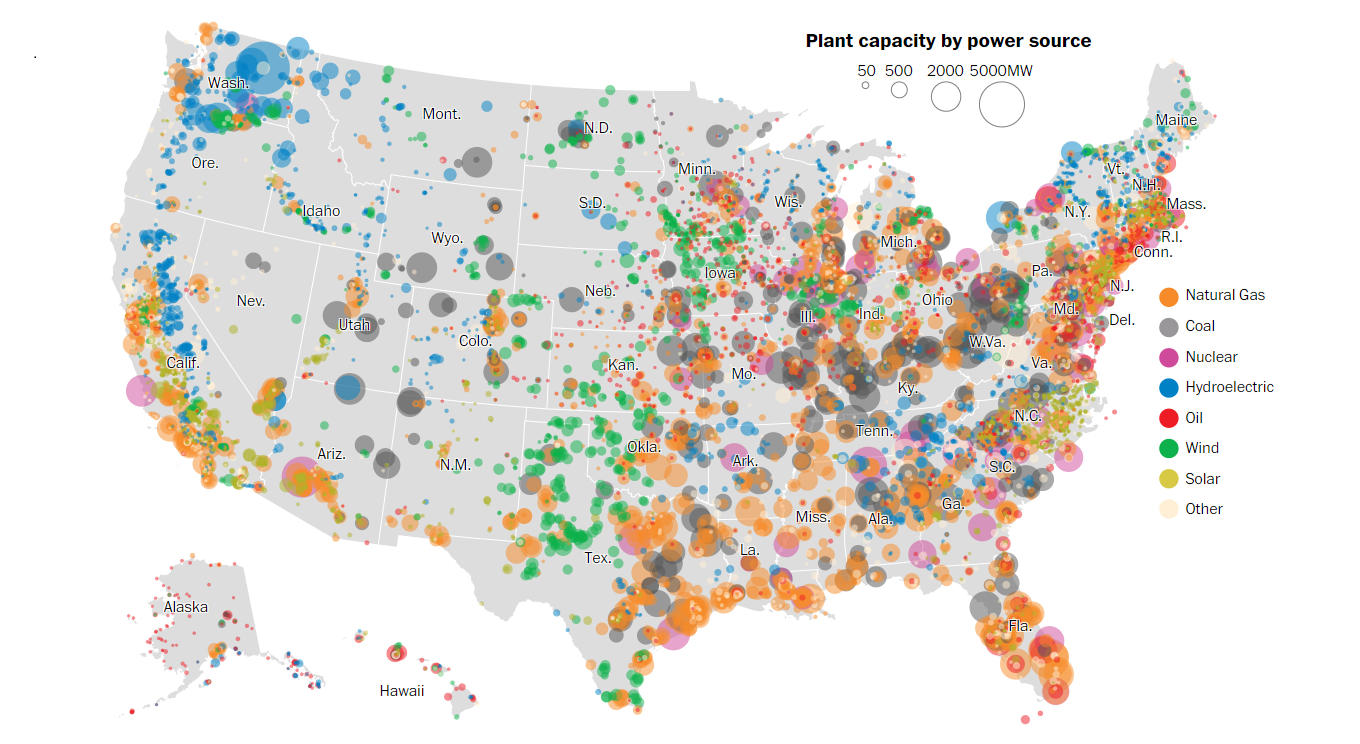 Plant capacity by power source
50 500 2000 5000MW
Wash.
Mont.
N.D.
Maine
Ore.
Minn.
Vt.
N.H.
Idaho
S.D.
Wis.
N.Y.
Mass.
Wyo.
Mich.
R.I.
Conn.
Iowa
Pa.
Nev.
Neb.
Ohio
N.J.
Utah
Ill.
Ind.
Md.
Del.
Colo.
W.Va.
Calif.
Kan.
Mo.
Ky.
Va.
N.C.
Ariz.
N.M.
Okla.
Ark.
Tenn.
S.C.
Miss.
Ala.
Ga.
Tex.
La.
Alaska
Fla.
Hawaii
Natural Gas
Coal
Nuclear
Hydroelectric
Oil
Wind
Solar
Other